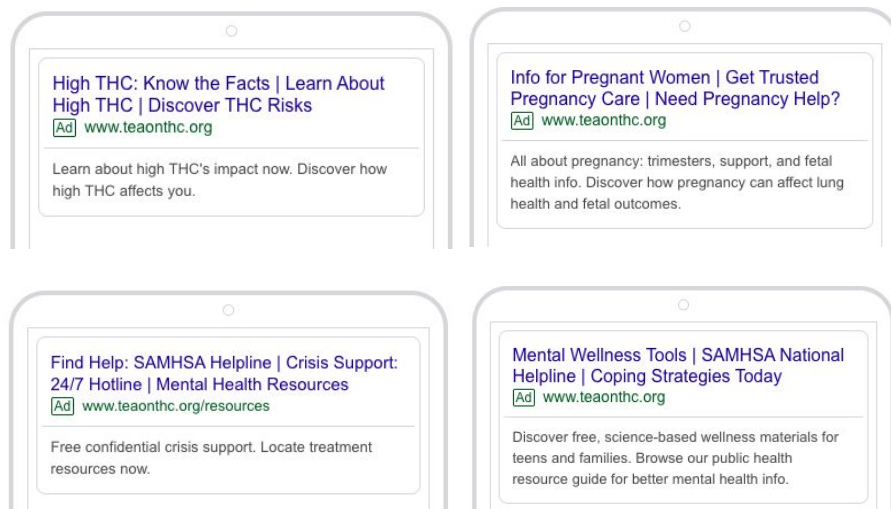 High THC: Know the Facts | Learn About
High THC | Discover THC Risks
Ad www.teaonthc.org
Learn about high THC's impact now. Discover how
high THC affects you.
Info for Pregnant Women | Get Trusted
Pregnancy Care | Need Pregnancy Help?
Ad www.teaonthc.org
All about pregnancy: trimesters, support, and fetal
health info. Discover how pregnancy can affect lung
health and fetal outcomes.
Find Help: SAMHSA Helpline | Crisis Support:
24/7 Hotline | Mental Health Resources
Ad www.teaonthc.org/resources
Free confidential crisis support. Locate treatment
resources now.
Mental Wellness Tools | SAMHSA National
Helpline | Coping Strategies Today
Ad www.teaonthc.org
Discover free, science-based wellness materials for
teens and families. Browse our public health
resource guide for better mental health info.